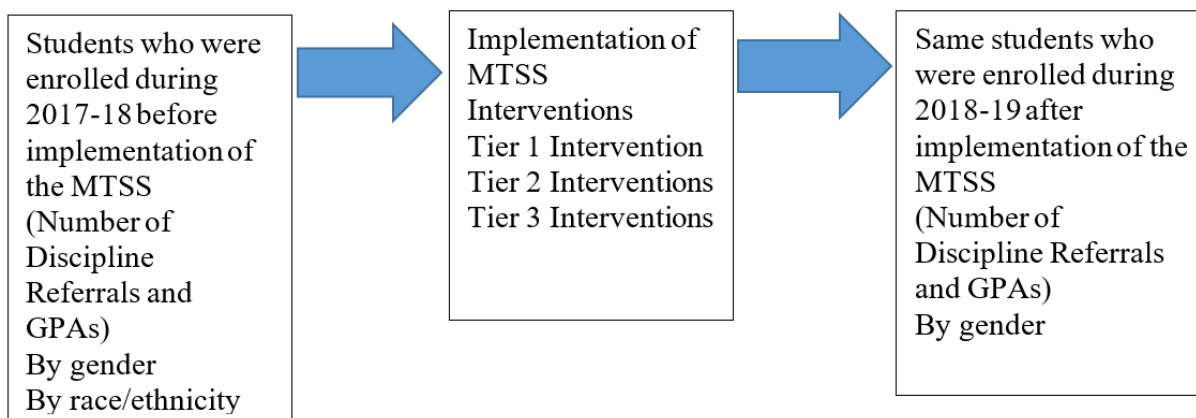 Students who were
enrolled during
2017-18 before
implementation of
the MTSS
(Number of
Discipline
Referrals and
GPAs)
By gender
By race/ethnicity
Implementation of
MTSS
Interventions
Tier 1 Intervention
Tier 2 Interventions
Tier 3 Interventions
Same students who
were enrolled during
2018-19 after
implementation of the
MTSS
(Number of
Discipline Referrals
and GPAs)
By gender